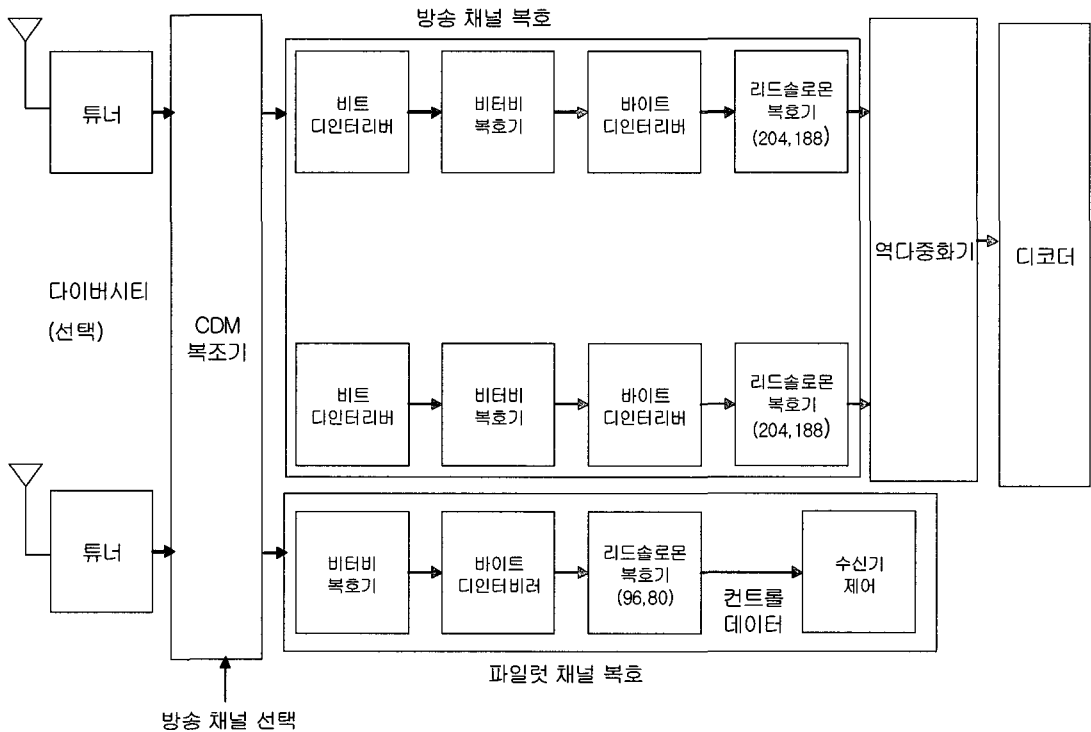 방송 채널 복호
튜너
비트
디인터리버
비터비
복호기
바이트
디인터리버
리드솔로몬
복호기
(204,188)
다이버시티
(선택)
CDM
복조기
역다중화기
디코더
비트
디인터리버
비터비
복호기
바이트
디인터리버
리드솔로몬
복호기
(204,188)
튜너
비터비
복호기
바이트
디인터비러
리드솔로몬
복호기
(96,80)
컨트롤
데이터
수신기
제어
파일럿 채널 복호
방송 채널 선택